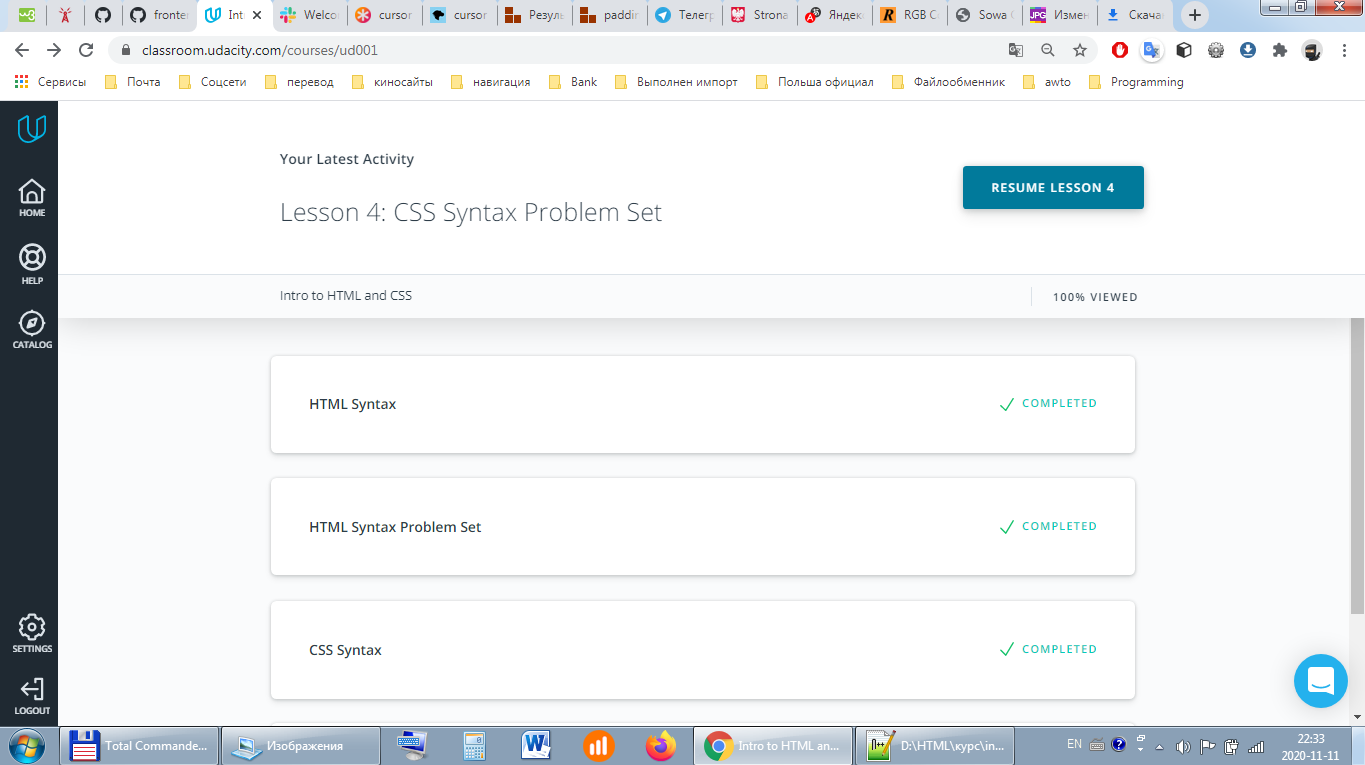 Int
Welco
cursor
cursor
Резуль
paddin
Телегр
Strona
Яндек
RGB C
Sowa
JPG
Измен
Скача
fronte
classroom.udacity.com/courses/ud001
Сервисы
Почта
Соцсети
перевод
киносайты
навигация
Bank
Выполнен импорт
Польша официал
Файлообменник
awto
Programming
HOME
HELP
CATALOG
SETTINGS
LOGOUT
Your Latest Activity
Lesson 4: CSS Syntax Problem Set
RESUME LESSON 4
Intro to HTML and CSS
100% VIEWED
HTML Syntax
COMPLETED
HTML Syntax Problem Set
COMPLETED
CSS Syntax
COMPLETED
Total Commande...
Изображения
Intro to HTML an...
D:\HTML\курс\in...
EN
22:33
2020-11-11